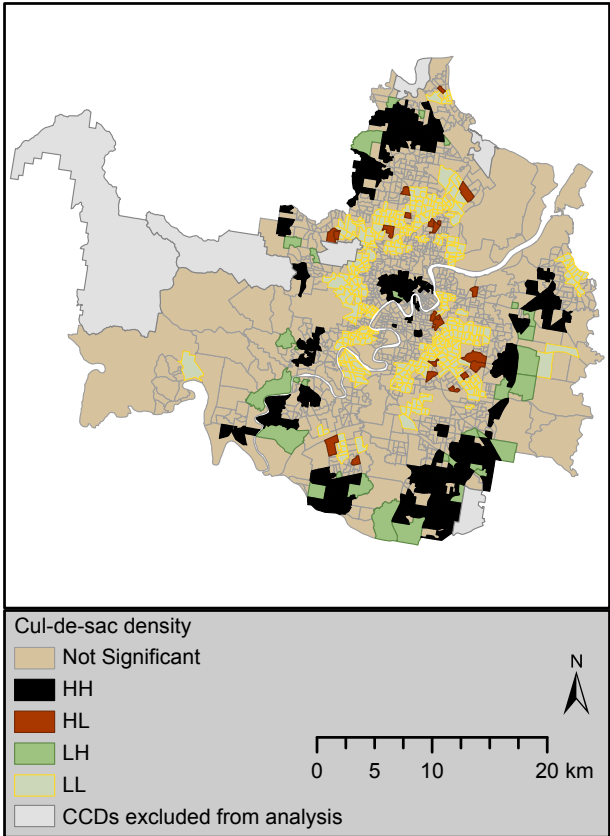 Cul-de-sac density
Not Significant
HH
HL
LH
LL
CCDs excluded from analysis
N
0 5 10 20 km